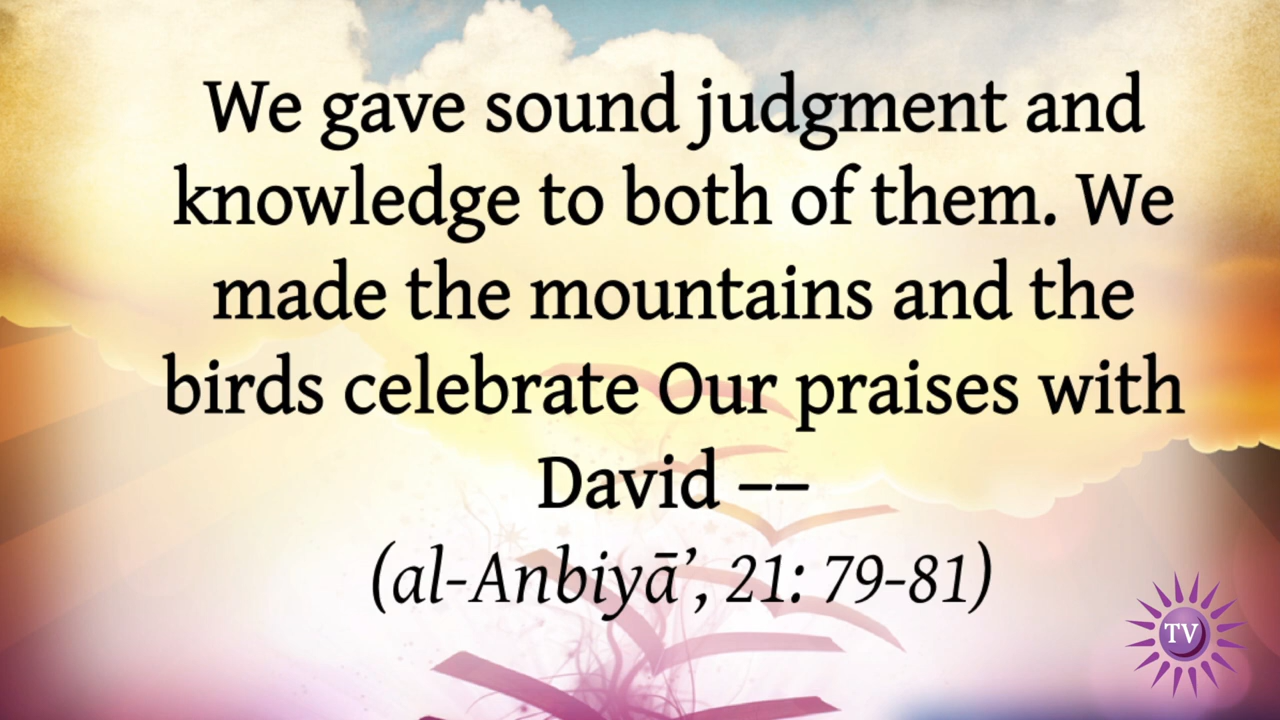 We gave sound judgment and
knowledge to both of them. We
made the mountains and the
birds celebrate Our praises with
David ––
(al-Anbiyā’, 21: 79-81)
TV